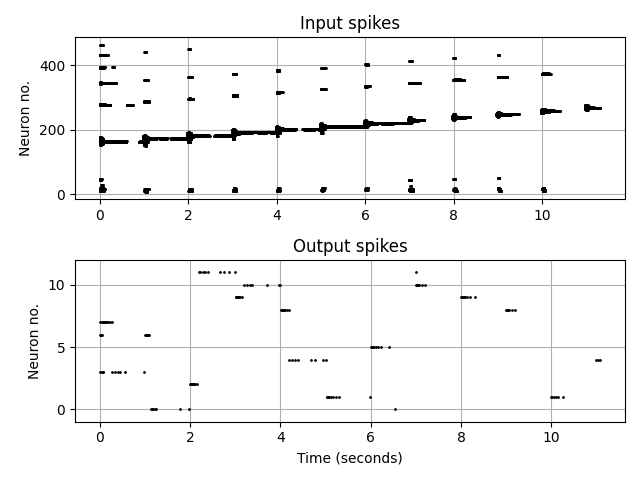 Input spikes
Neuron no.
400
200
0
0 2 4 6 8 10
Output spikes
Neuron no.
10
5
0
0 2 4 6 8 10
Time (seconds)